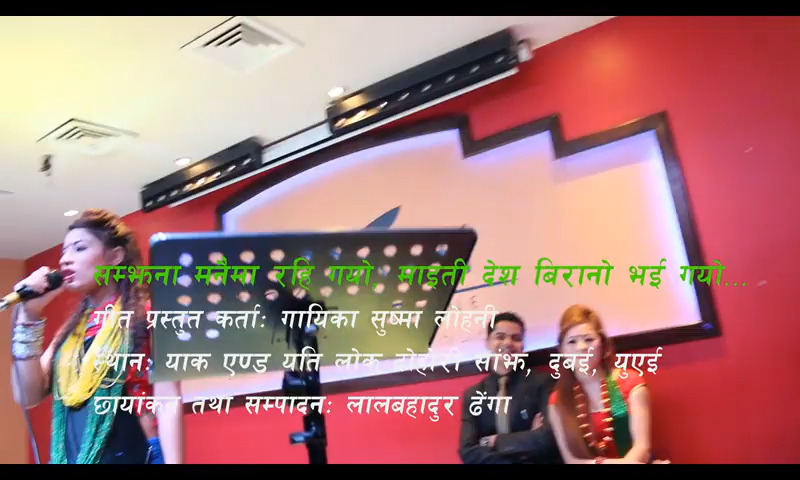 सम्झना मनैमा रहि गयो, माइती देश बिरानो भई गयो...
गीत प्रस्तुत कर्ताः गायिका सुष्मा लोहनी
स्थानः याक एण्ड यति लोक दोहोरी सांझ, दुबई, युएई
छायांकन तथा सम्पादनः लालबहादुर ढेंगा